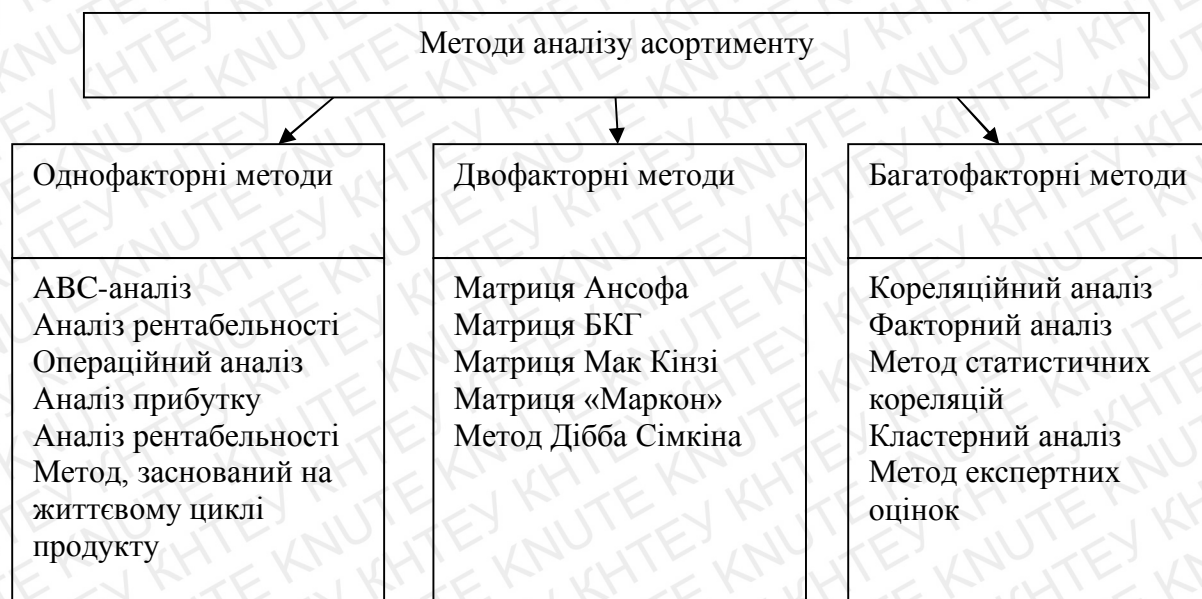 Методи аналізу асортименту
Однофакторні методи
АВС-аналіз
Аналіз рентабельності
Операційний аналіз
Аналіз прибутку
Аналіз рентабельності
Метод, заснований на
життєвому циклі
продукту
Двофакторні методи
Матриця Ансофа
Матриця БКГ
Матриця Мак Кінзі
Матриця «Маркон»
Метод Дібба Сімкіна
Багатофакторні методи
Кореляційний аналіз
Факторний аналіз
Метод статистичних
кореляцій
Кластерний аналіз
Метод експертних
оцінок